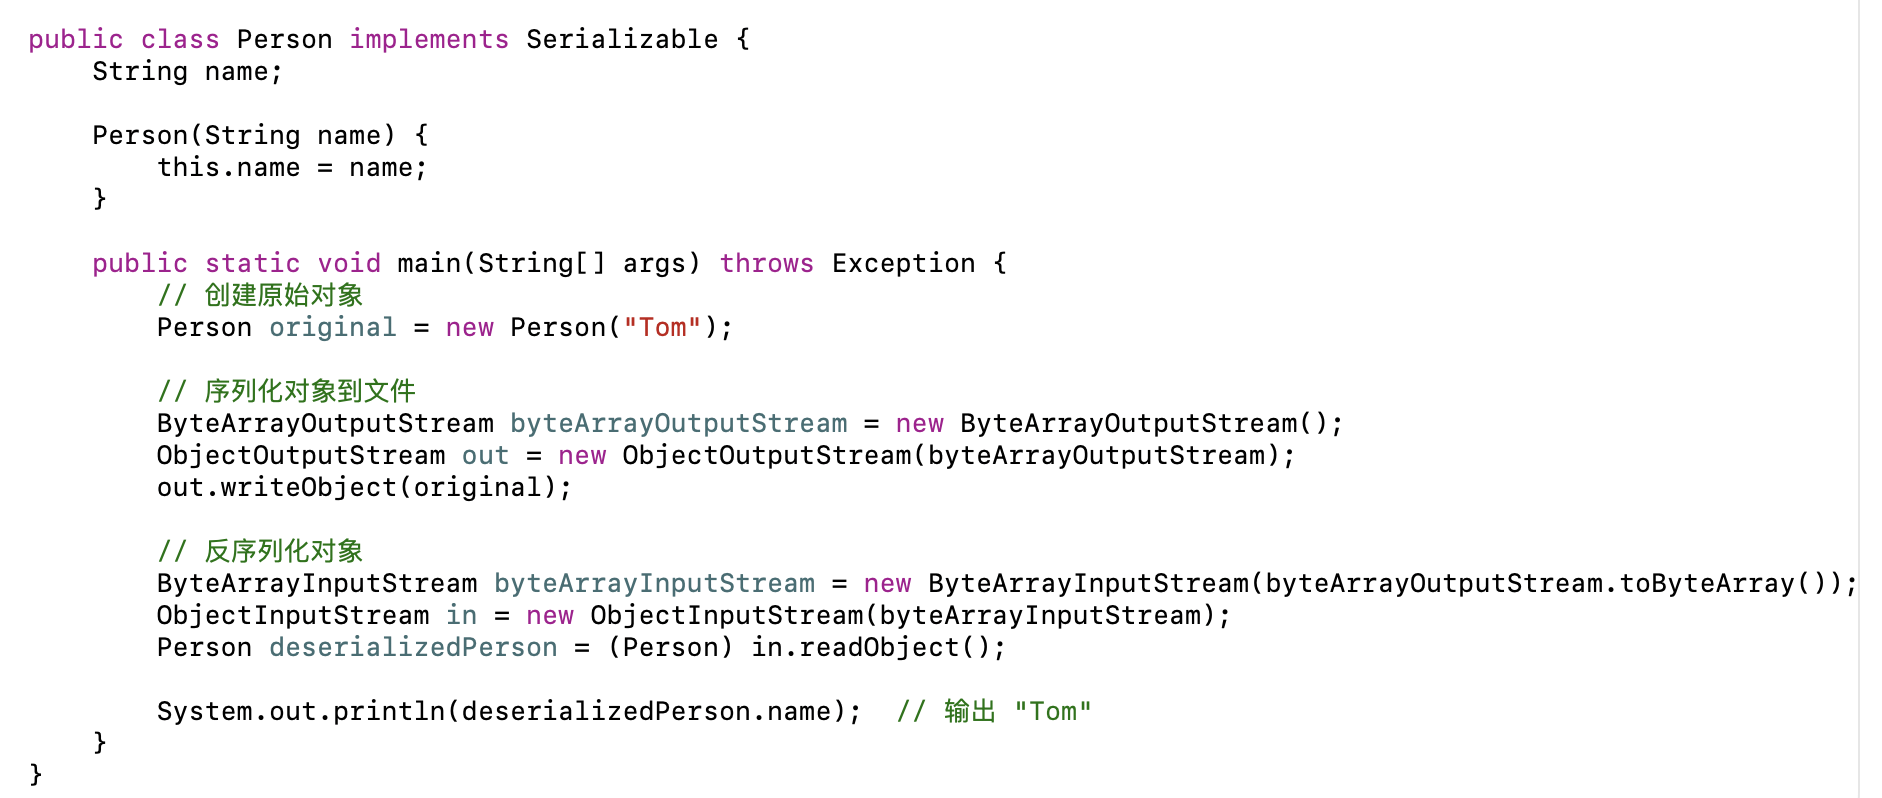 public class Person implements Serializable {
    String name;

    Person(String name) {
        this.name = name;
    }

    public static void main(String[] args) throws Exception {
        // 创建原始对象
        Person original = new Person("Tom");

        // 序列化对象到文件
        ByteArrayOutputStream byteArrayOutputStream = new ByteArrayOutputStream();
        ObjectOutputStream out = new ObjectOutputStream(byteArrayOutputStream);
        out.writeObject(original);

        // 反序列化对象
        ByteArrayInputStream byteArrayInputStream = new ByteArrayInputStream(byteArrayOutputStream.toByteArray());
        ObjectInputStream in = new ObjectInputStream(byteArrayInputStream);
        Person deserializedPerson = (Person) in.readObject();

        System.out.println(deserializedPerson.name);  // 输出 "Tom"
    }
}